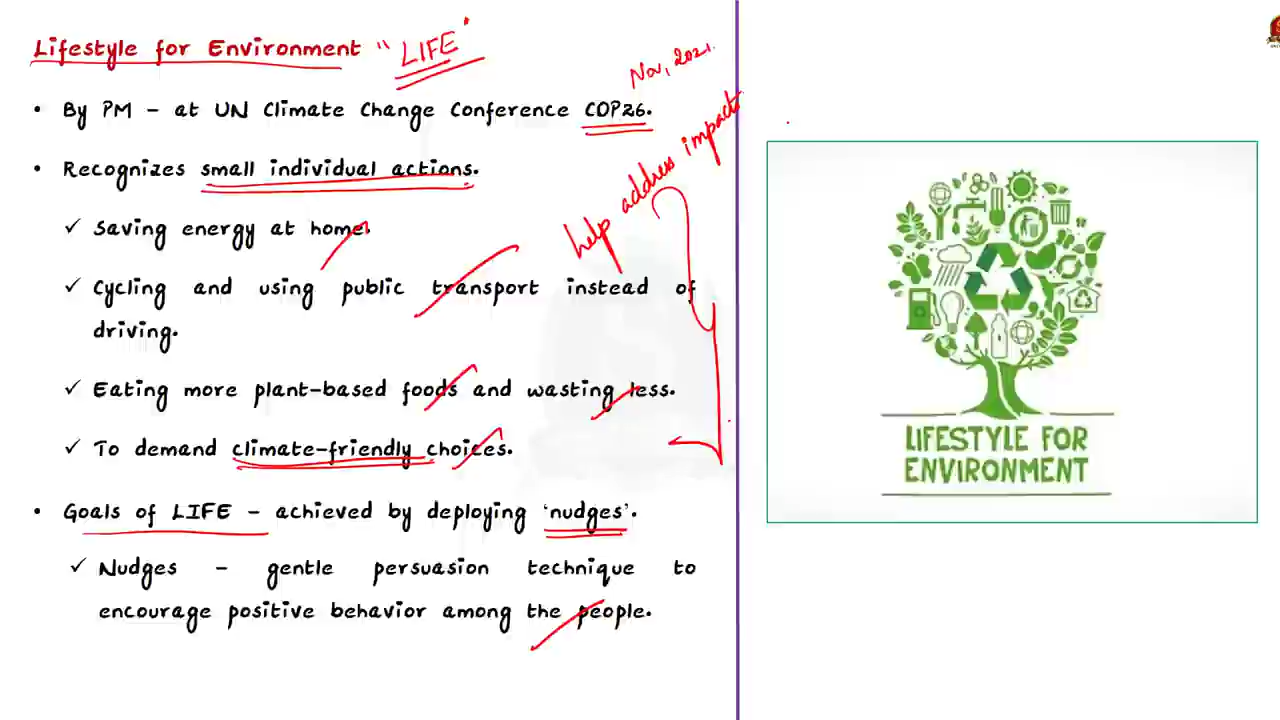 Lifestyle for Environment "LIFE"
Nov, 2021.
• By PM – at UN Climate Change Conference COP26.
• Recognizes small individual actions.
help address impact
✓ Saving energy at home.
✓ Cycling and using public transport instead of
driving.
✓ Eating more plant-based foods and wasting less.
✓ To demand climate-friendly choices.
• Goals of LIFE – achieved by deploying 'nudges'.
✓ Nudges – gentle persuasion technique to
encourage positive behavior among the people.
LIFESTYLE FOR
ENVIRONMENT